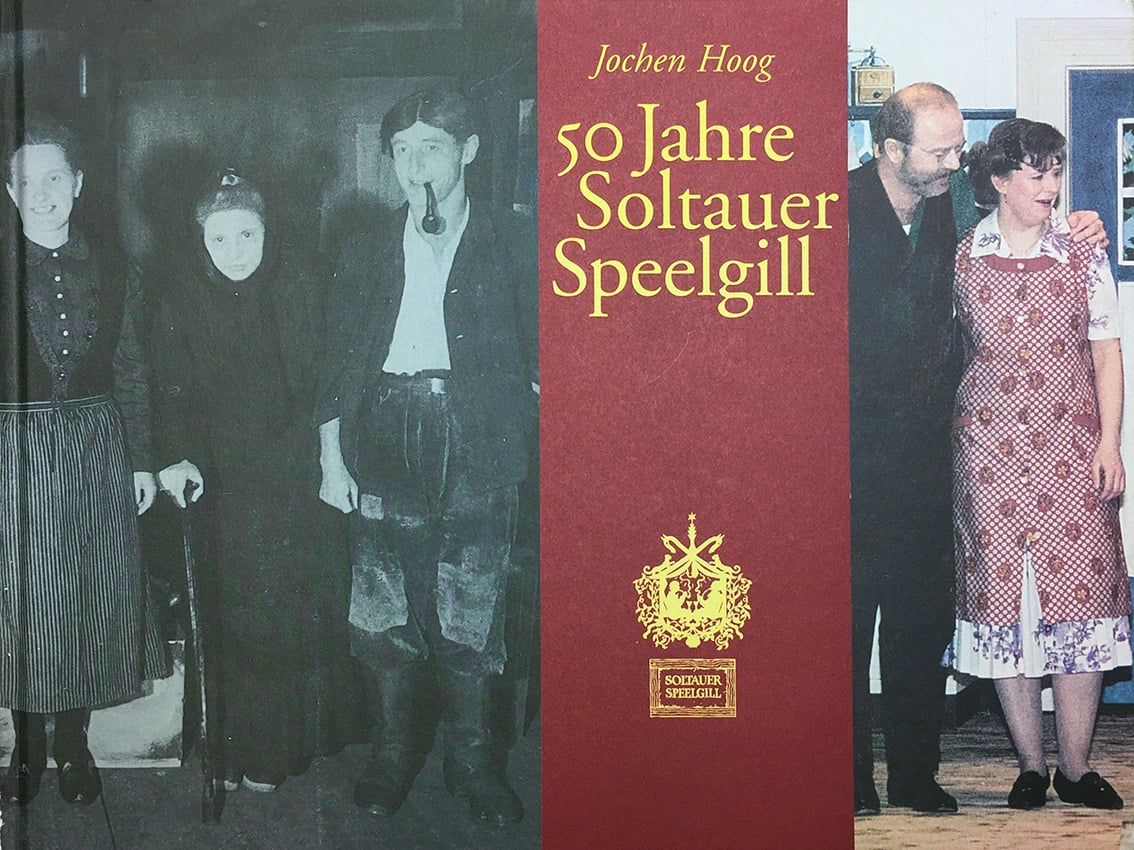 Jochen Hoog
50 Jahre
Soltauer
Speelgill
SOLTAUER
SPEELGILL